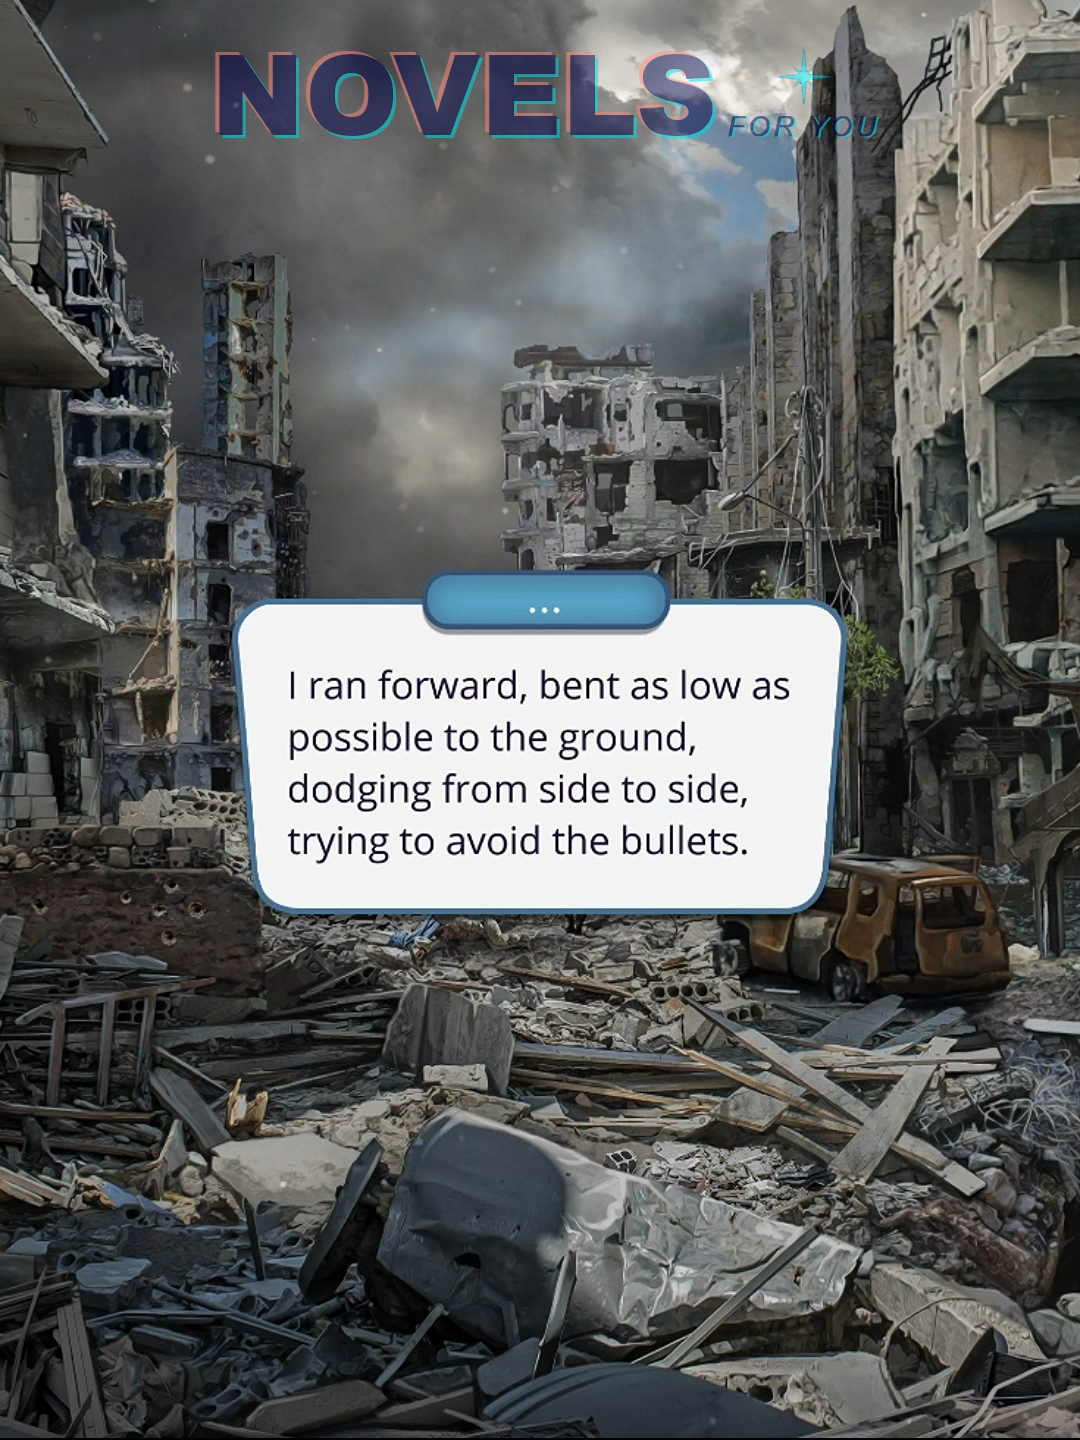 NOVELS
FOR YOU
...
I ran forward, bent as low as
possible to the ground,
dodging from side to side,
trying to avoid the bullets.